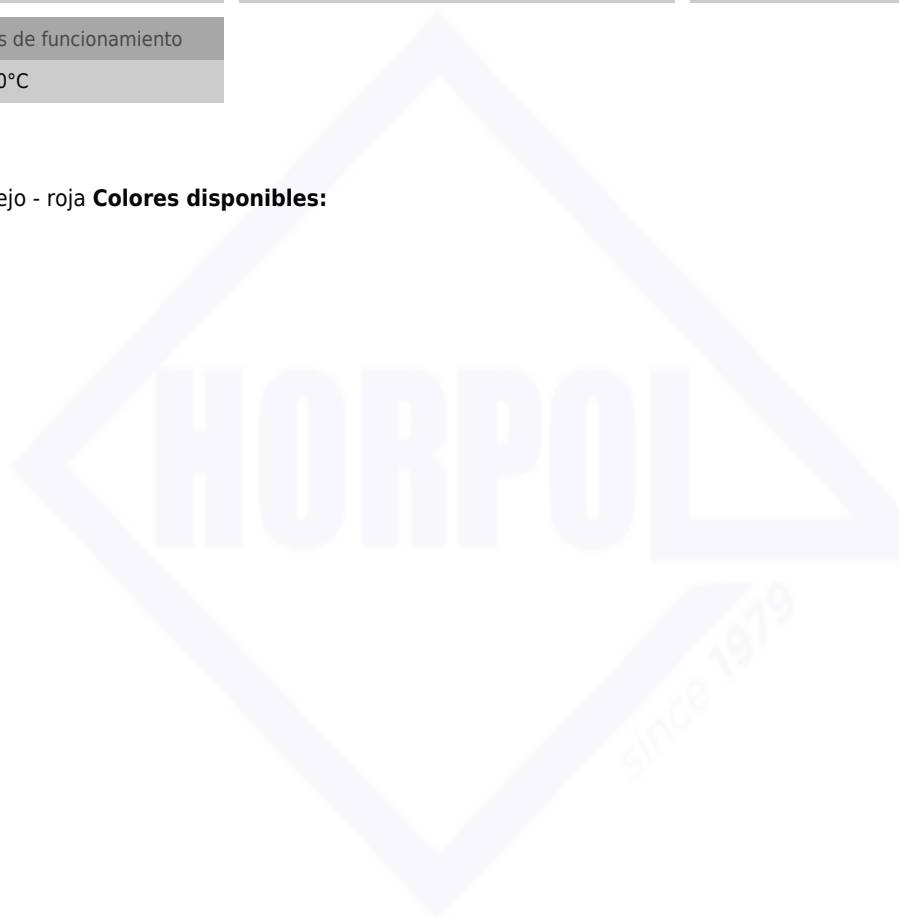 s de funcionamiento
0°C
ejo - roja Colores disponibles:
HORPOL
since 1979